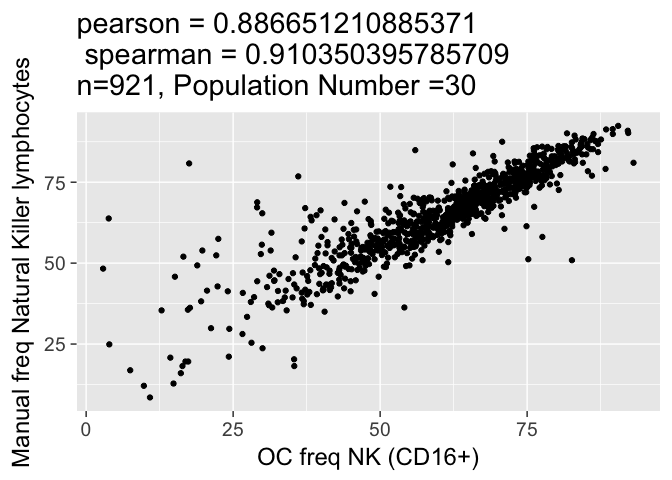 pearson = 0.886651210885371
spearman = 0.910350395785709
n=921, Population Number =30
Manual freq Natural Killer lymphocytes
75
50
25
0
25
50
75
OC freq NK (CD16+)